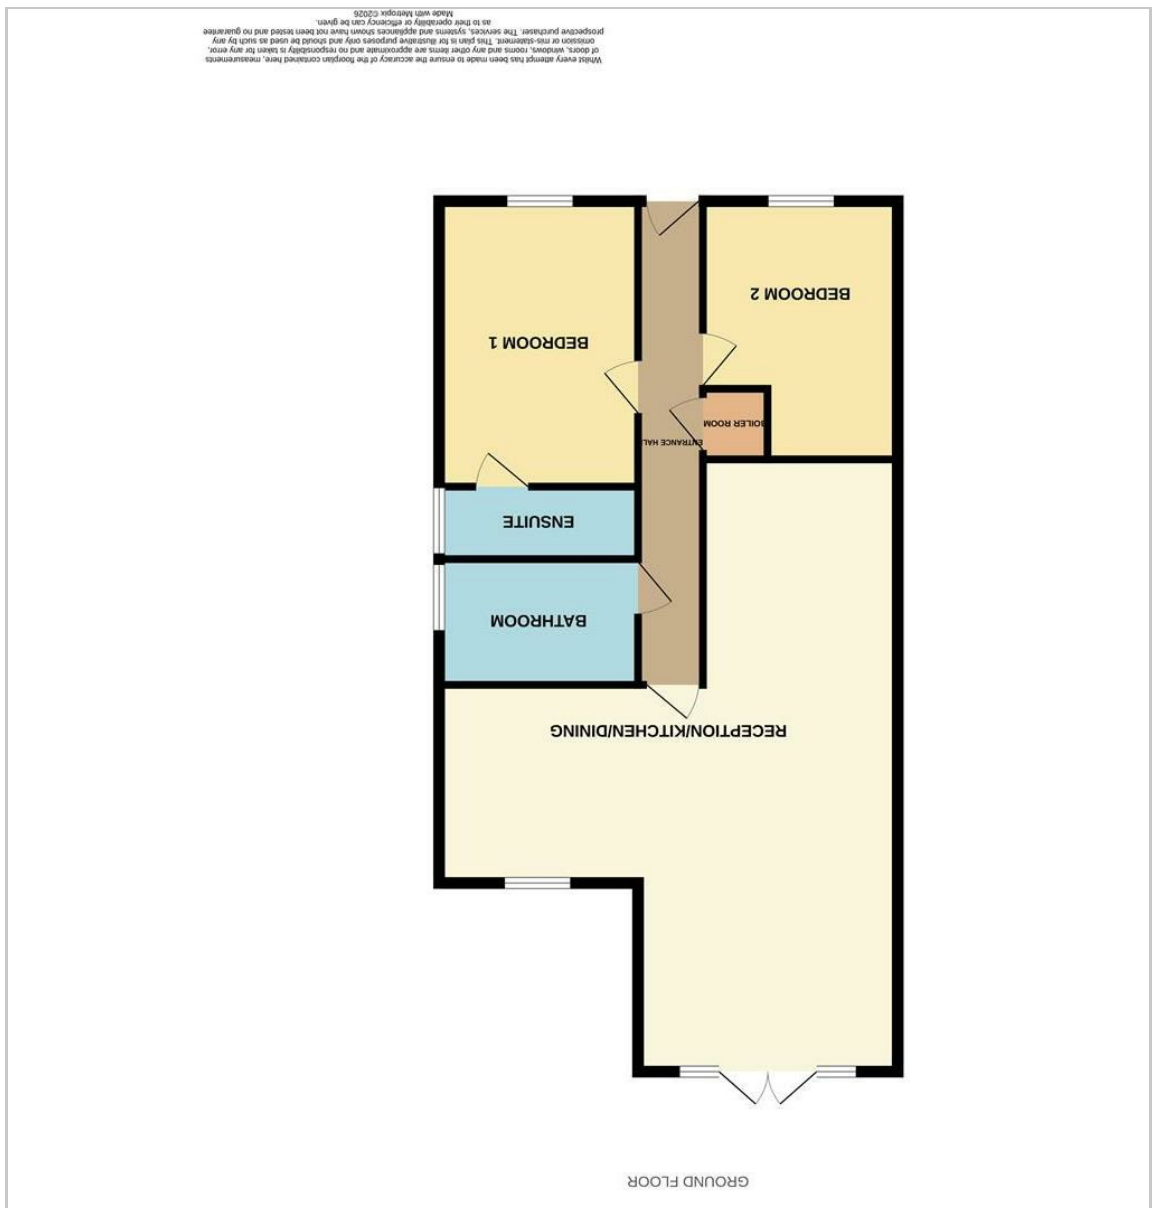 GROUND FLOOR
RECEPTION/KITCHEN/DINING
BATHROOM
ENSUITE
ENTRANCE HALL
BOILER ROOM
BEDROOM 1
BEDROOM 2
Whilst every attempt has been made to ensure the accuracy of the floorplan contained here, measurements
of doors, windows, rooms and any other items are approximate and no responsibility is taken for any error,
omission or mis-statement. This plan is for illustrative purposes only and should be used as such by any
prospective purchaser. The services, systems and appliances shown have not been tested and no guarantee
as to their operability or efficiency can be given.
Made with Metropix ©2026